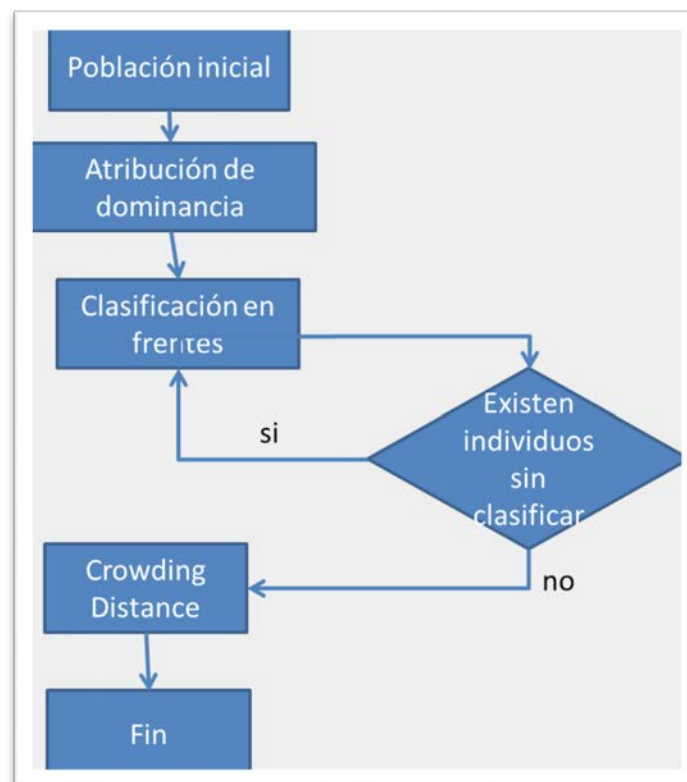 Población inicial
Atribución de
dominancia
Clasificación en
frentes
Existen
individuos
sin
clasificar
si
no
Crowding
Distance
Fin